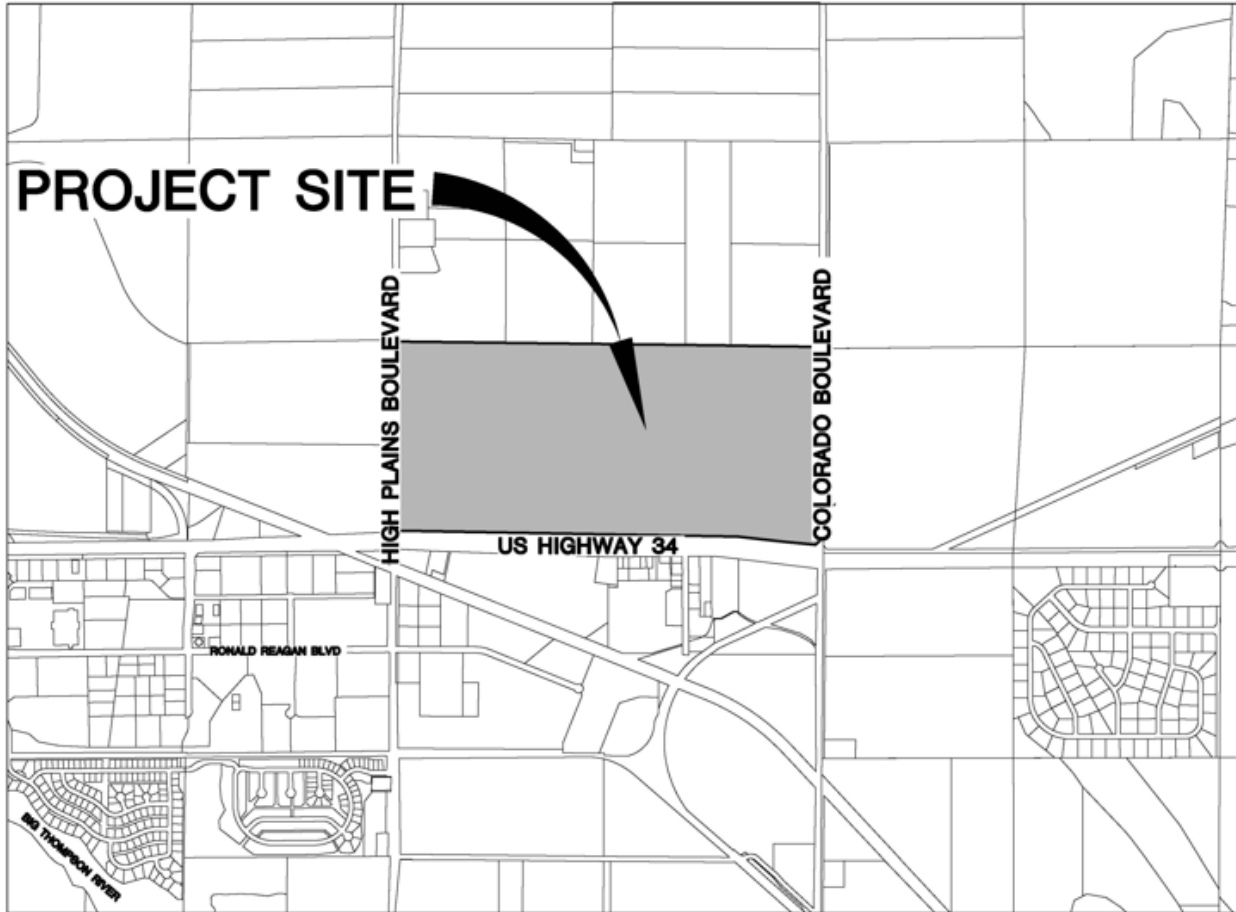 PROJECT SITE
HIGH PLAINS BOULEVARD
COLORADO BOULEVARD
US HIGHWAY 34
RONALD REAGAN BLVD
BIG THOMPSON RIVER